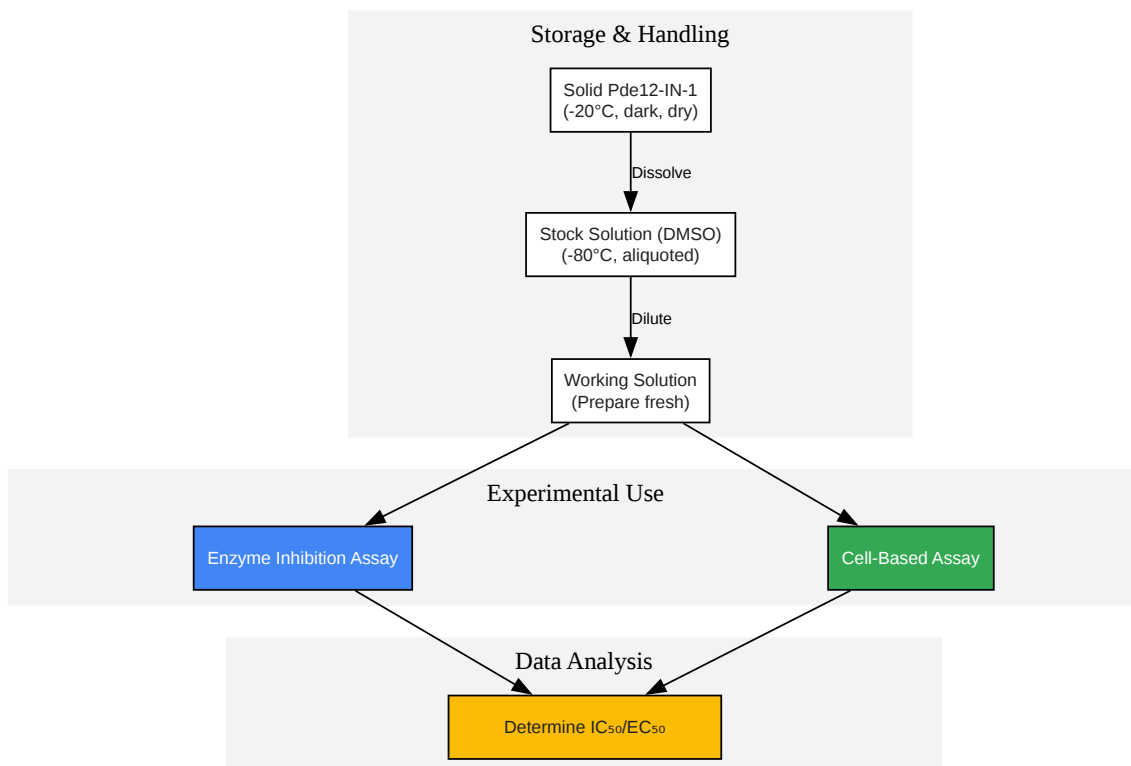 Storage & Handling
Solid Pde12-IN-1
(-20°C, dark, dry)
Dissolve
Stock Solution (DMSO)
(-80°C, aliquoted)
Dilute
Working Solution
(Prepare fresh)
Experimental Use
Enzyme Inhibition Assay
Cell-Based Assay
Data Analysis
Determine IC₅₀/EC₅₀